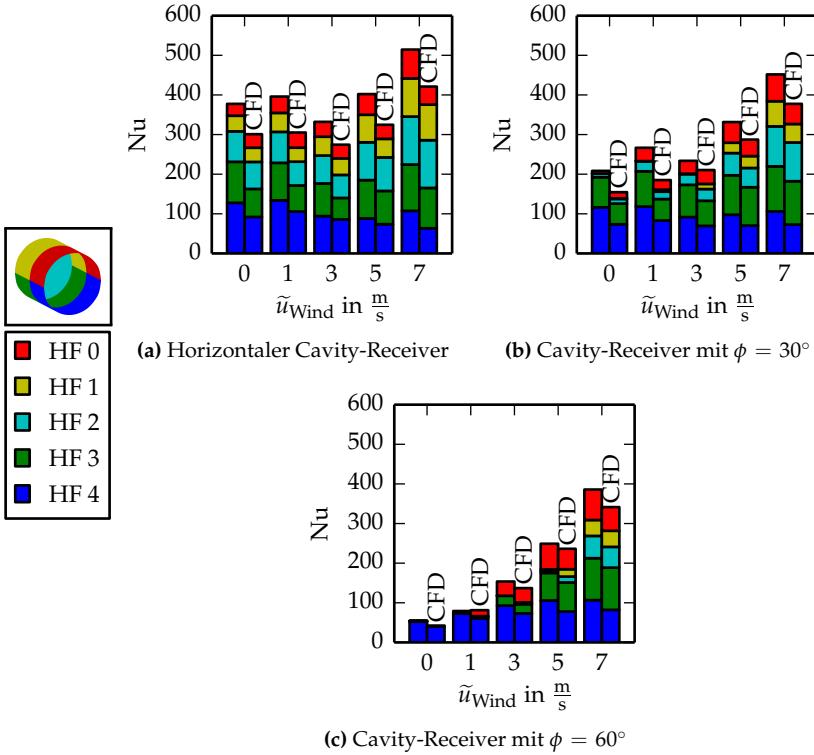 600
500
400
300
200
100
0
Nu
CFD CFD CFD CFD CFD
0 1 3 5 7
ũWind in m/s
(a) Horizontaler Cavity-Receiver
600
500
400
300
200
100
0
Nu
CFD CFD CFD CFD CFD
0 1 3 5 7
ũWind in m/s
(b) Cavity-Receiver mit ϕ = 30°
HF 0
HF 1
HF 2
HF 3
HF 4
600
500
400
300
200
100
0
Nu
CFD CFD CFD CFD CFD
0 1 3 5 7
ũWind in m/s
(c) Cavity-Receiver mit ϕ = 60°